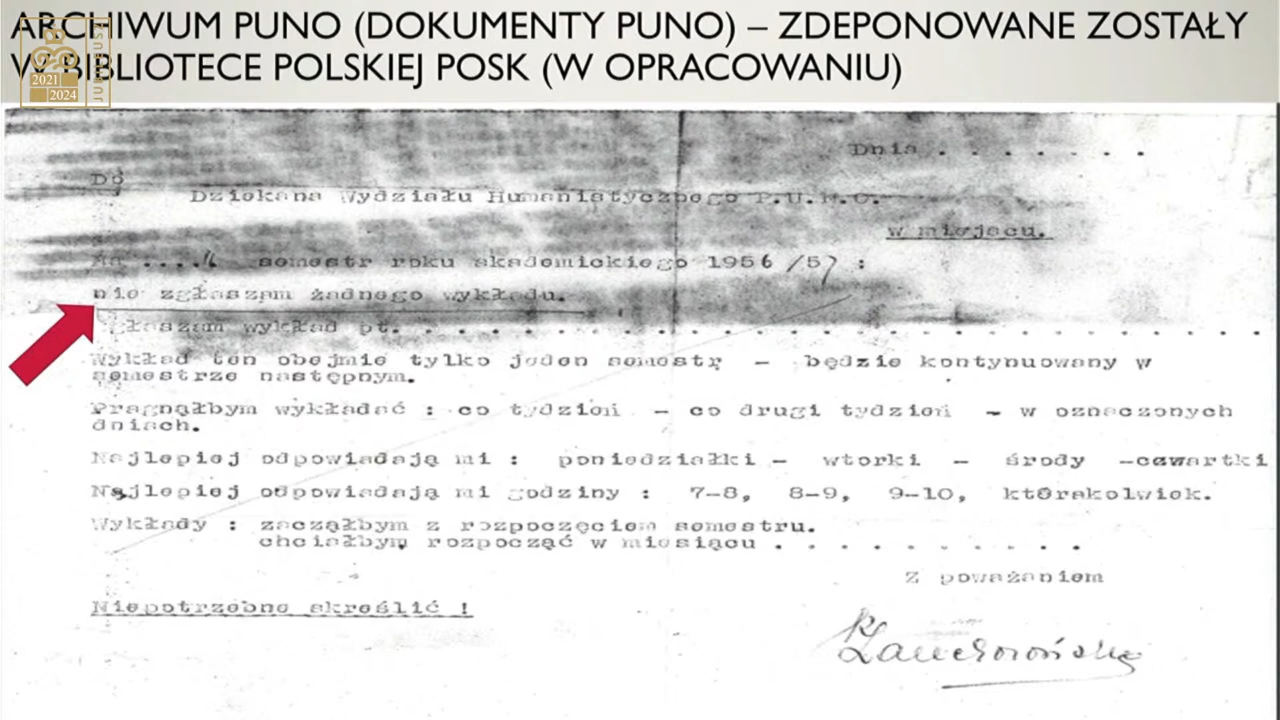 ARCHIWUM PUNO (DOKUMENTY PUNO) – ZDEPONOWANE ZOSTAŁY
W BIBLIOTECE POLSKIEJ POSK (W OPRACOWANIU)
2021
2024
Dnia . . . . . . .
Do
Dziekana Wydziału Humanistycznego P.U.N.O.
w miejscu.
Na ....II semestr roku akademickiego 1956/57 :
nie zgłaszam żadnego wykładu.
zgłaszam wykład pt. . . . . . . . . . . . . . . . . . . . . . . . . . . . . . . .
Wykład ten obejmie tylko jeden semestr - będzie kontynuowany w
semestrze następnym.
Pragnąłbym wykładać : co tydzień - co drugi tydzień - w oznaczonych
dniach.
Najlepiej odpowiadają mi : poniedziałki - wtorki - środy -czwartki
Najlepiej odpowiadają mi godziny : 7-8, 8-9, 9-10, którakolwiek.
Wykłady : zacząłbym z rozpoczęciem semestru.
chciałbym rozpocząć w miesiącu . . . . . . . . . .
Z poważaniem
Niepotrzebne skreślić !